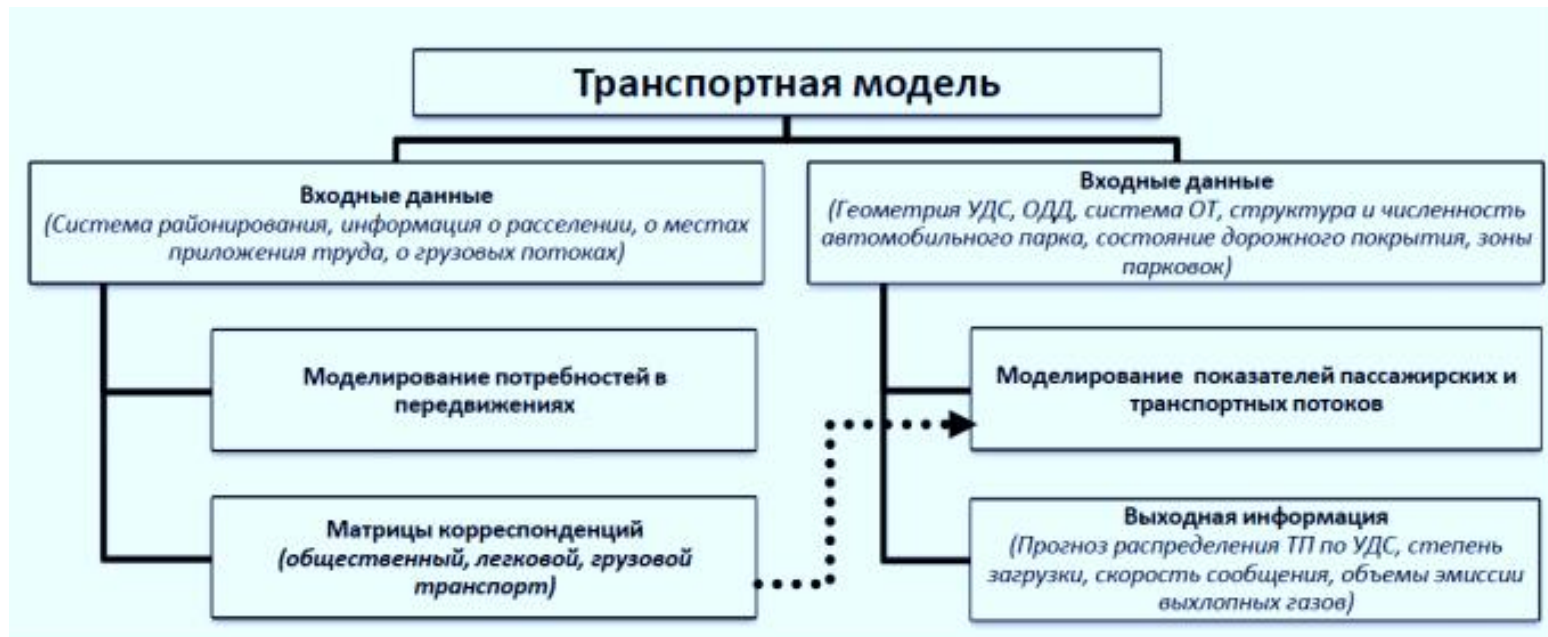 Транспортная модель
Входные данные
(Система районирования, информация о расселении, о местах
приложения труда, о грузовых потоках)
Входные данные
(Геометрия УДС, ОДД, система ОТ, структура и численность
автомобильного парка, состояние дорожного покрытия, зоны
парковок)
Моделирование потребностей в
передвижениях
Моделирование показателей пассажирских и
транспортных потоков
Матрицы корреспонденций
(общественный, легковой, грузовой
транспорт)
Выходная информация
(Прогноз распределения ТП по УДС, степень
загрузки, скорость сообщения, объемы эмиссии
выхлопных газов)